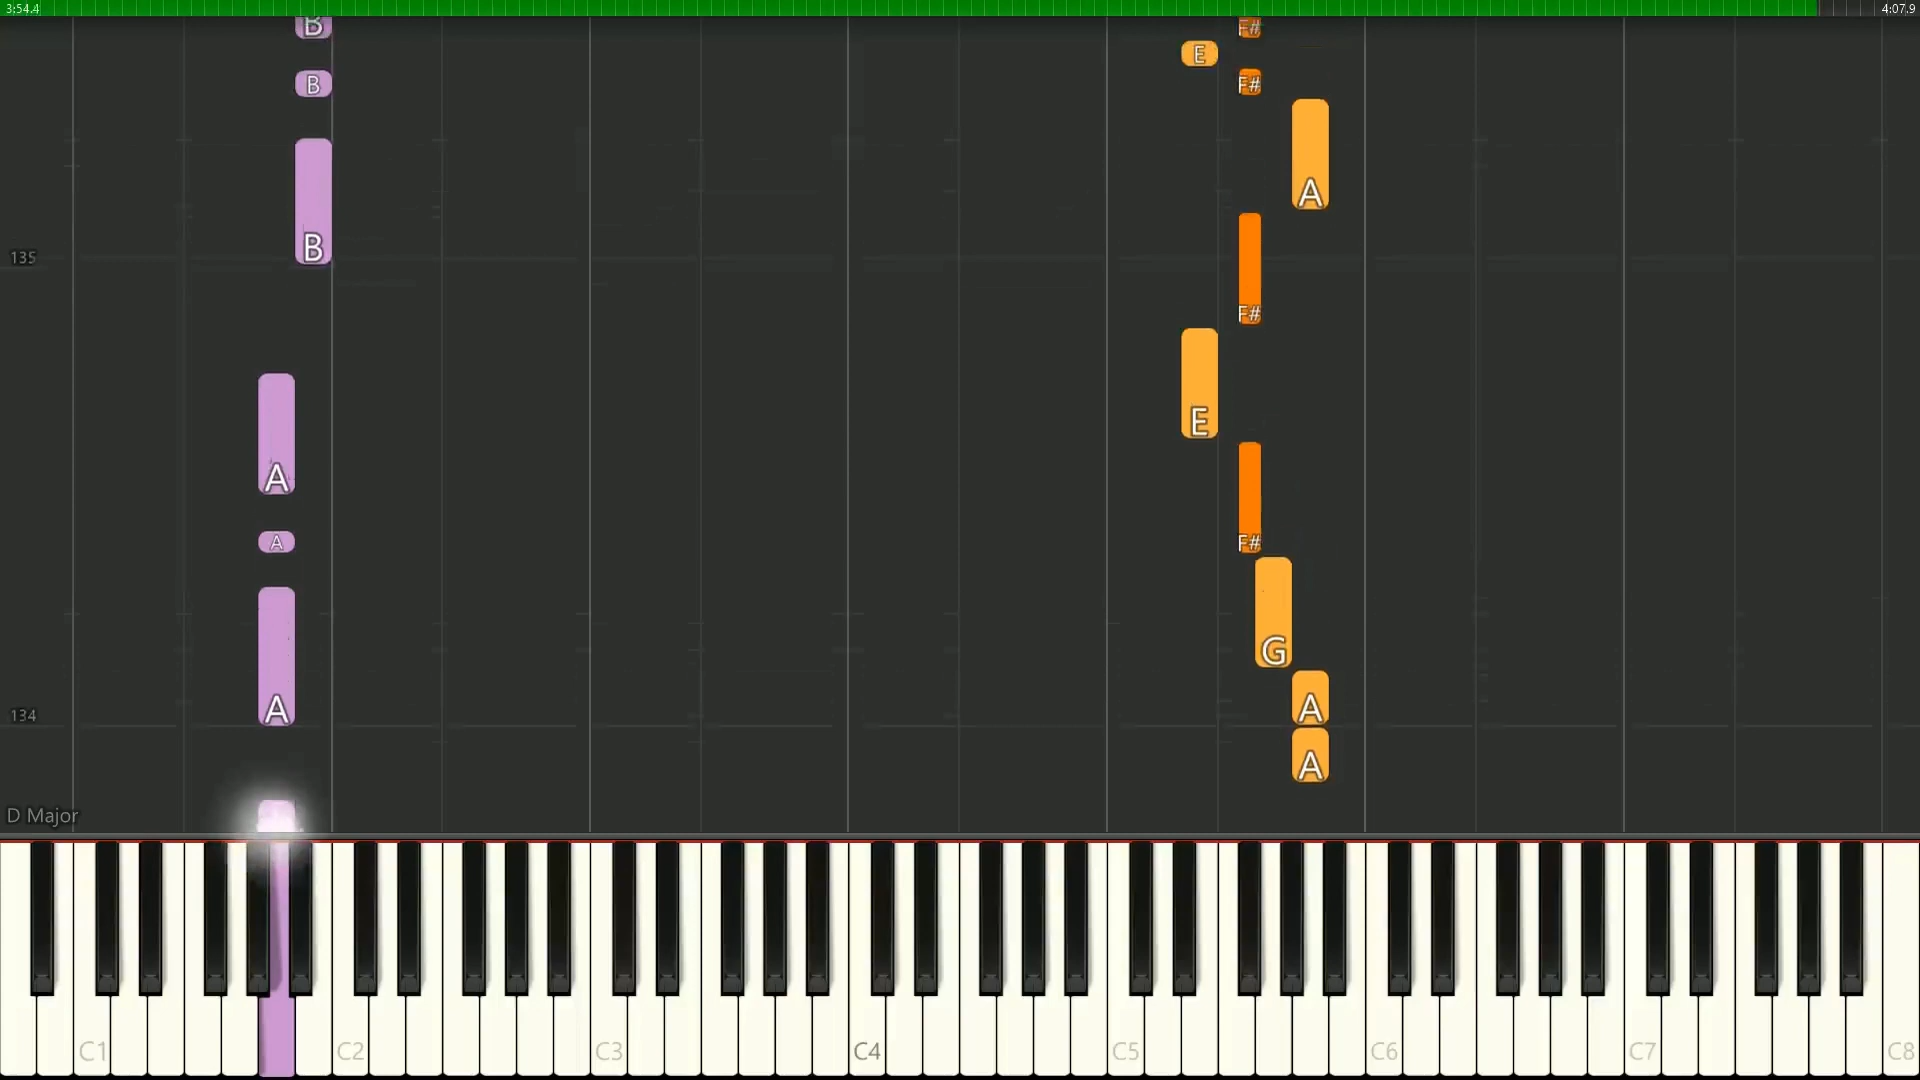 3:54.4 4:07.9
B F#
E
B F#
A
B
135
F#
E
A
A F#
G
A A
134
A
D Major
C1 C2 C3 C4 C5 C6 C7 C8